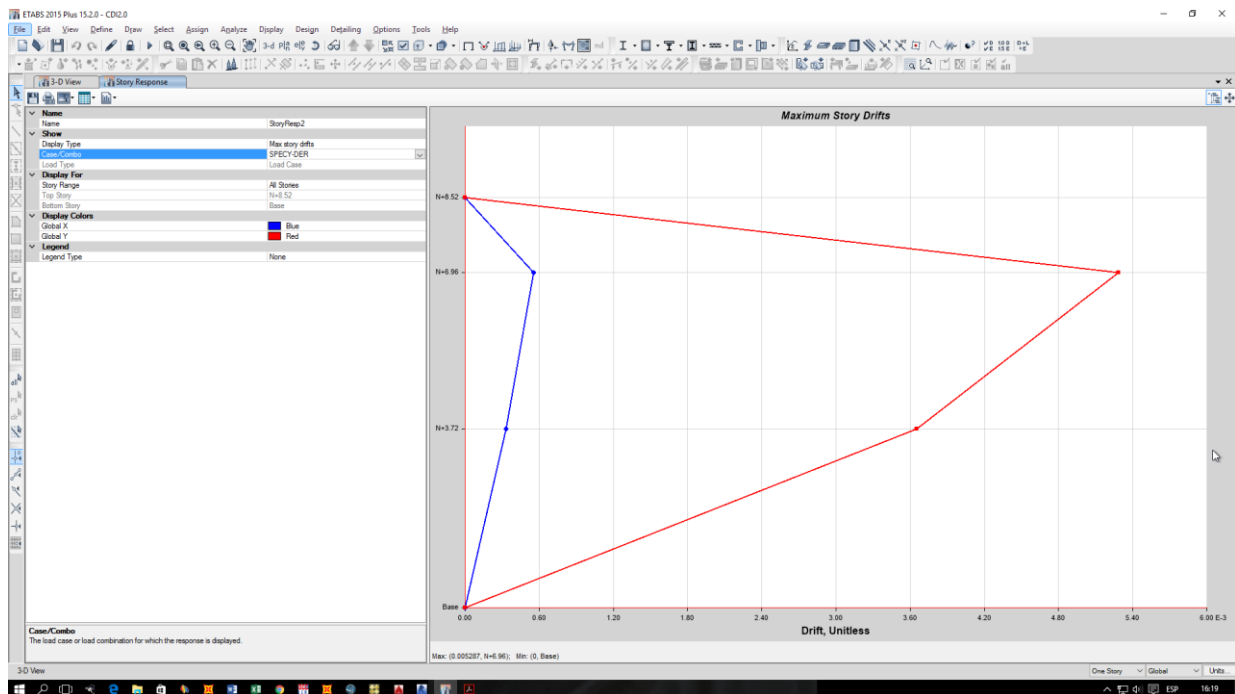 ETABS 2015 Plus 15.2.0 - CDI2.0
File Edit View Define Draw Select Assign Analyze Display Design Detailing Options Tools Help
3-D View Story Response
Name
Name StoryResp2
Show
Display Type Max story drifts
Case/Combo SPECY-DER
Load Type Load Case
Display For
Story Range All Stories
Top Story N+8.52
Bottom Story Base
Display Colors
Global X Blue
Global Y Red
Legend
Legend Type None
Case/Combo
The load case or load combination for which the response is displayed.
Maximum Story Drifts
N+8.52
N+6.96
N+3.72
Base
0.00 0.60 1.20 1.80 2.40 3.00 3.60 4.20 4.80 5.40 6.00 E-3
Drift, Unitless
Max: (0.005287, N+6.96); Min: (0, Base)
3-D View One Story Global Units...
ESP 16:19